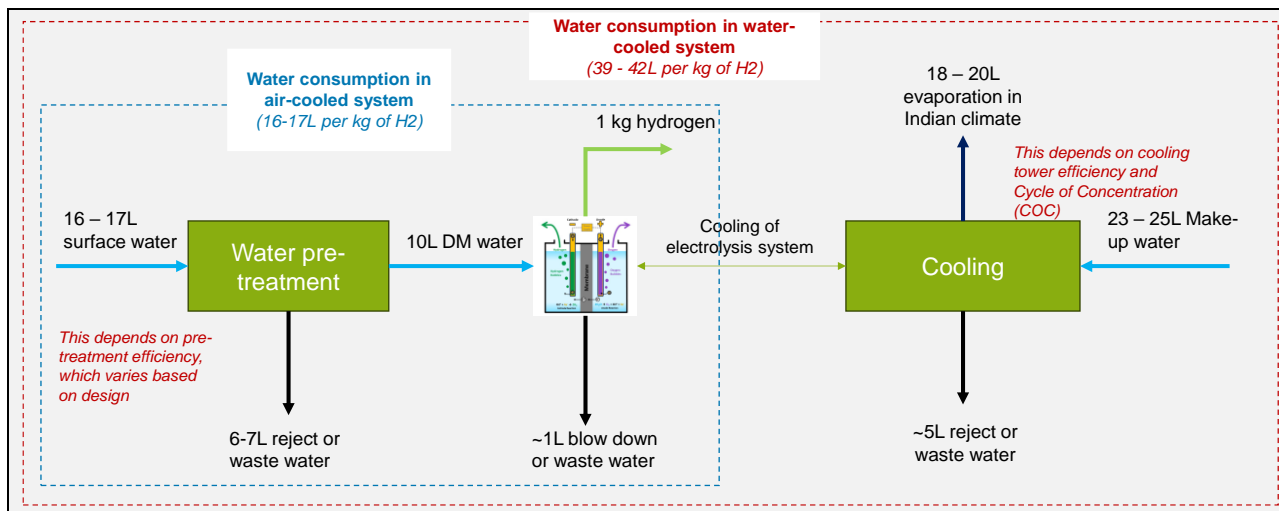 Water consumption in water-
cooled system
(39 - 42L per kg of H2)
Water consumption in
air-cooled system
(16-17L per kg of H2)
1 kg hydrogen
18 – 20L
evaporation in
Indian climate
This depends on cooling
tower efficiency and
Cycle of Concentration
(COC)
16 – 17L
surface water
Water pre-
treatment
10L DM water
Membrane
Cooling of
electrolysis system
Cooling
23 – 25L Make-
up water
This depends on pre-
treatment efficiency,
which varies based
on design
6-7L reject or
waste water
~1L blow down
or waste water
~5L reject or
waste water